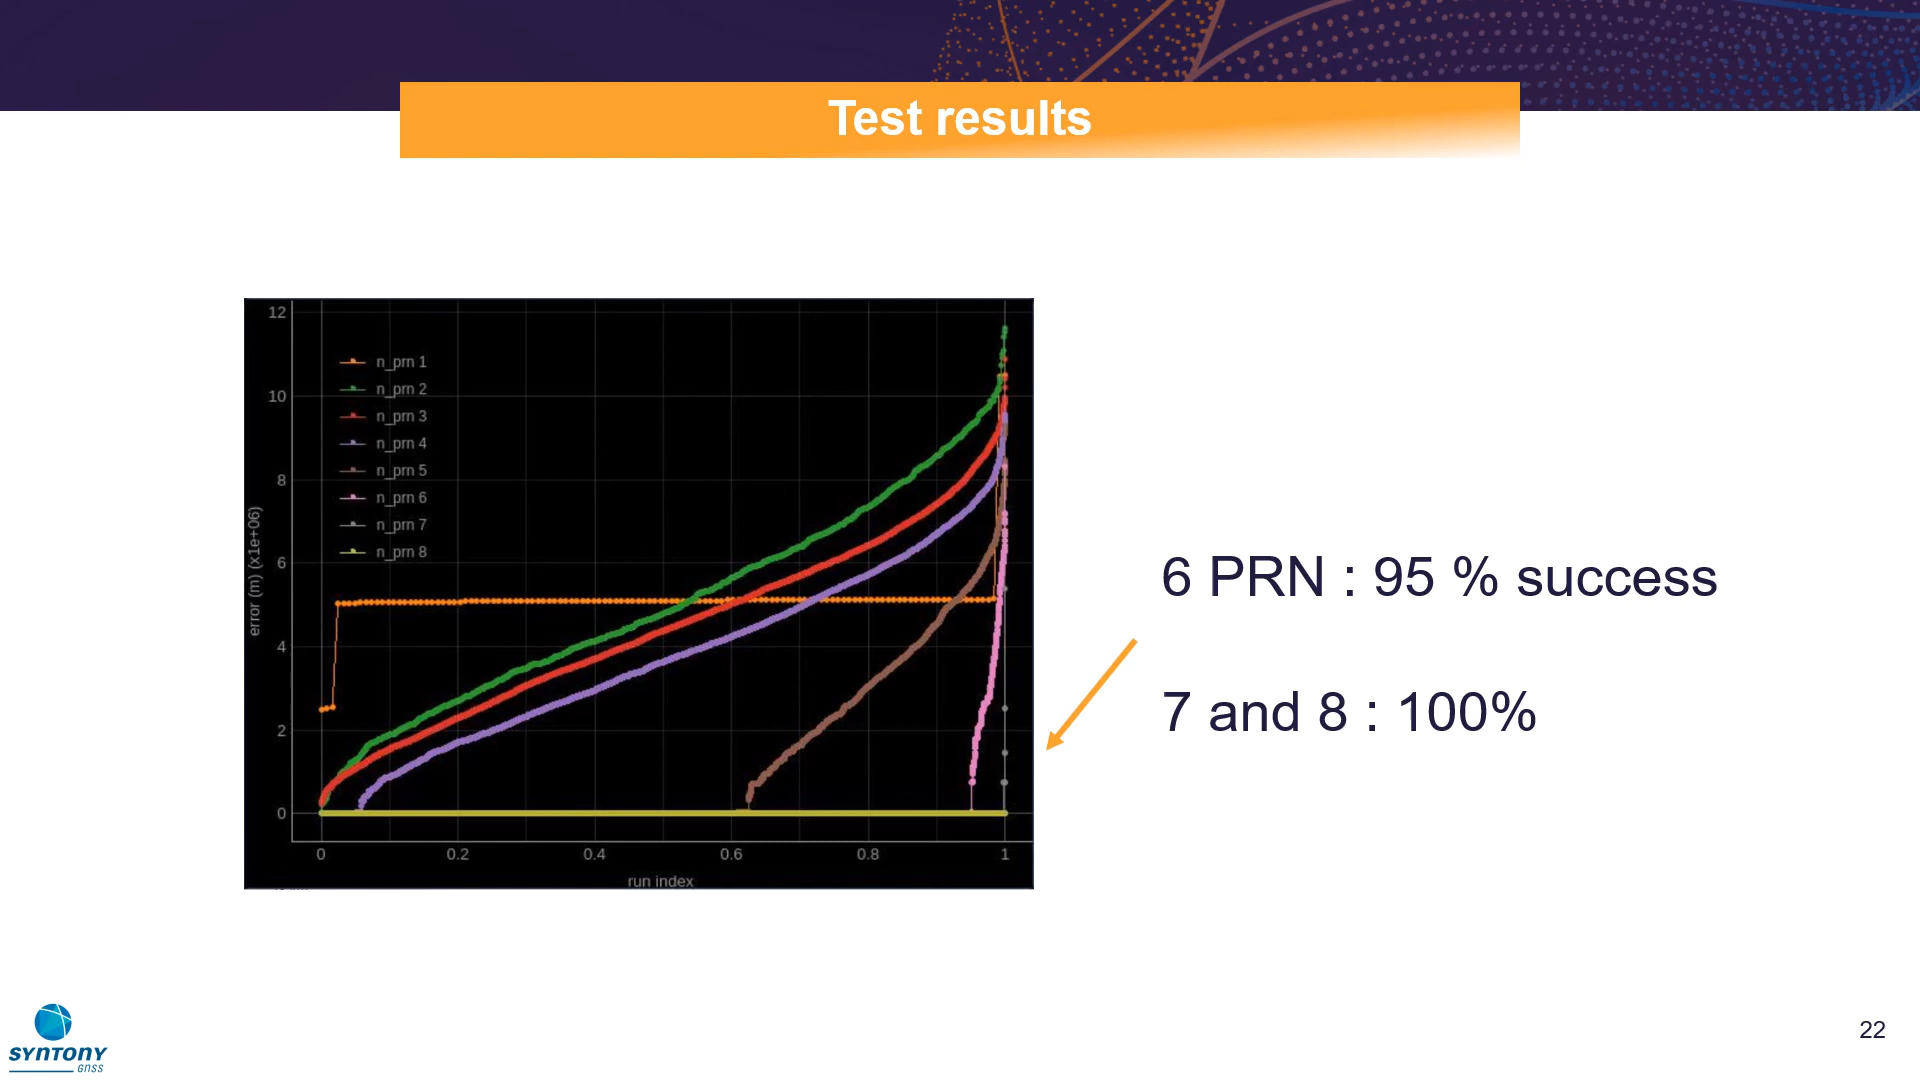 Test results
12
10
8
6
4
2
0
error (m) (x1e+06)
n_prn 1
n_prn 2
n_prn 3
n_prn 4
n_prn 5
n_prn 6
n_prn 7
n_prn 8
0 0.2 0.4 0.6 0.8 1
run index
6 PRN : 95 % success
7 and 8 : 100%
SYNTONY
GNSS
22